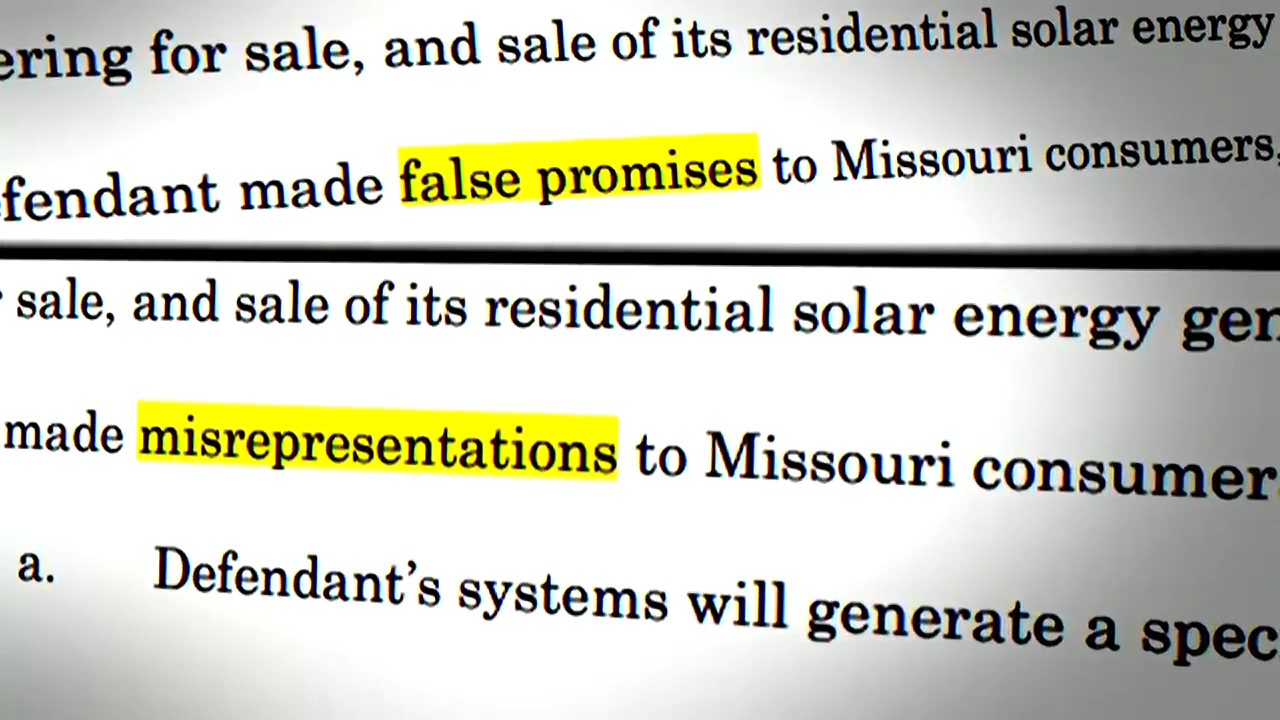 ering for sale, and sale of its residential solar energy
fendant made false promises to Missouri consumers,
sale, and sale of its residential solar energy gen
made misrepresentations to Missouri consumer
a. Defendant's systems will generate a spec